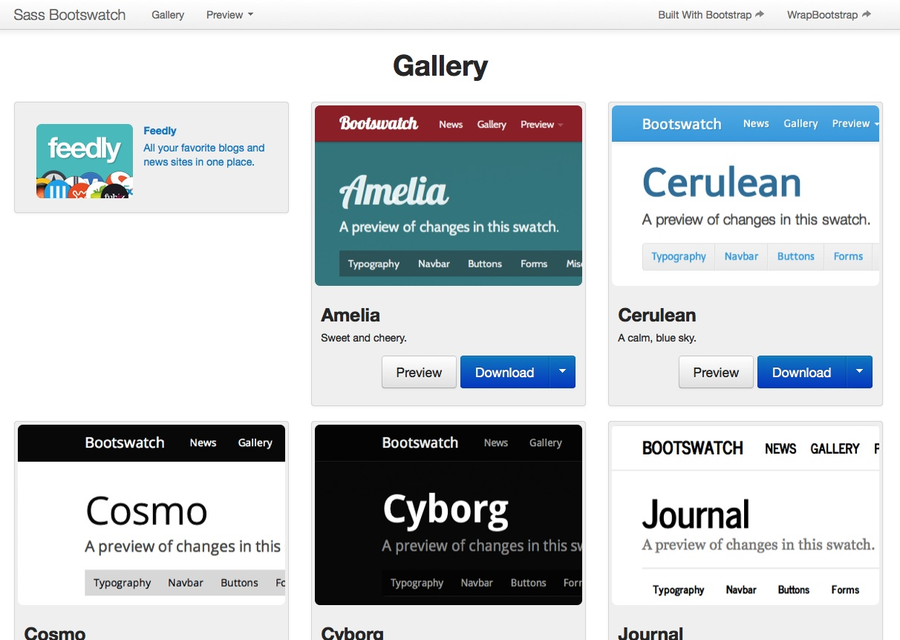 Sass Bootswatch Gallery Preview Built With Bootstrap WrapBootstrap
Gallery
feedly
Feedly
All your favorite blogs and
news sites in one place.
Bootswatch News Gallery Preview
Amelia
A preview of changes in this swatch.
Typography Navbar Buttons Forms Mis
Amelia
Sweet and cheery.
Preview Download
Bootswatch News Gallery Preview
Cerulean
A preview of changes in this swatch.
Typography Navbar Buttons Forms
Cerulean
A calm, blue sky.
Preview Download
Bootswatch News Gallery
Cosmo
A preview of changes in this
Typography Navbar Buttons Fo
Cosmo
Bootswatch News Gallery
Cyborg
A preview of changes in this sw
Typography Navbar Buttons Forr
Cyborg
BOOTSWATCH NEWS GALLERY
Journal
A preview of changes in this swatch.
Typography Navbar Buttons Forms
Journal